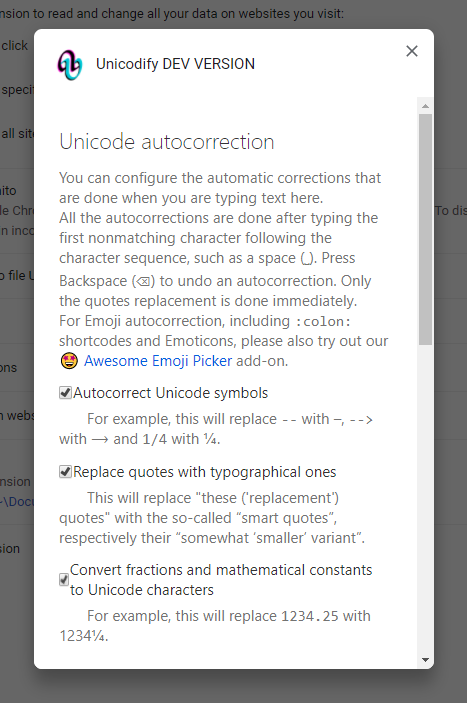 nsion to read and change all your data on websites you visit:
click
specif
all sit
nito
le Chro
n inco
To dis
o file U
ons
n webs
nsion
~\Docu
sion
Unicodify DEV VERSION
Unicode autocorrection
You can configure the automatic corrections that
are done when you are typing text here.
All the autocorrections are done after typing the
first nonmatching character following the
character sequence, such as a space (_). Press
Backspace (⌫) to undo an autocorrection. Only
the quotes replacement is done immediately.
For Emoji autocorrection, including :colon:
shortcodes and Emoticons, please also try out our
🤩 Awesome Emoji Picker add-on.
Autocorrect Unicode symbols
For example, this will replace -- with –, -->
with ⟶ and 1/4 with ¼.
Replace quotes with typographical ones
This will replace "these ('replacement')
quotes" with the so-called “smart quotes”,
respectively their “somewhat ‘smaller’ variant”.
Convert fractions and mathematical constants
to Unicode characters
For example, this will replace 1234.25 with
1234¼.